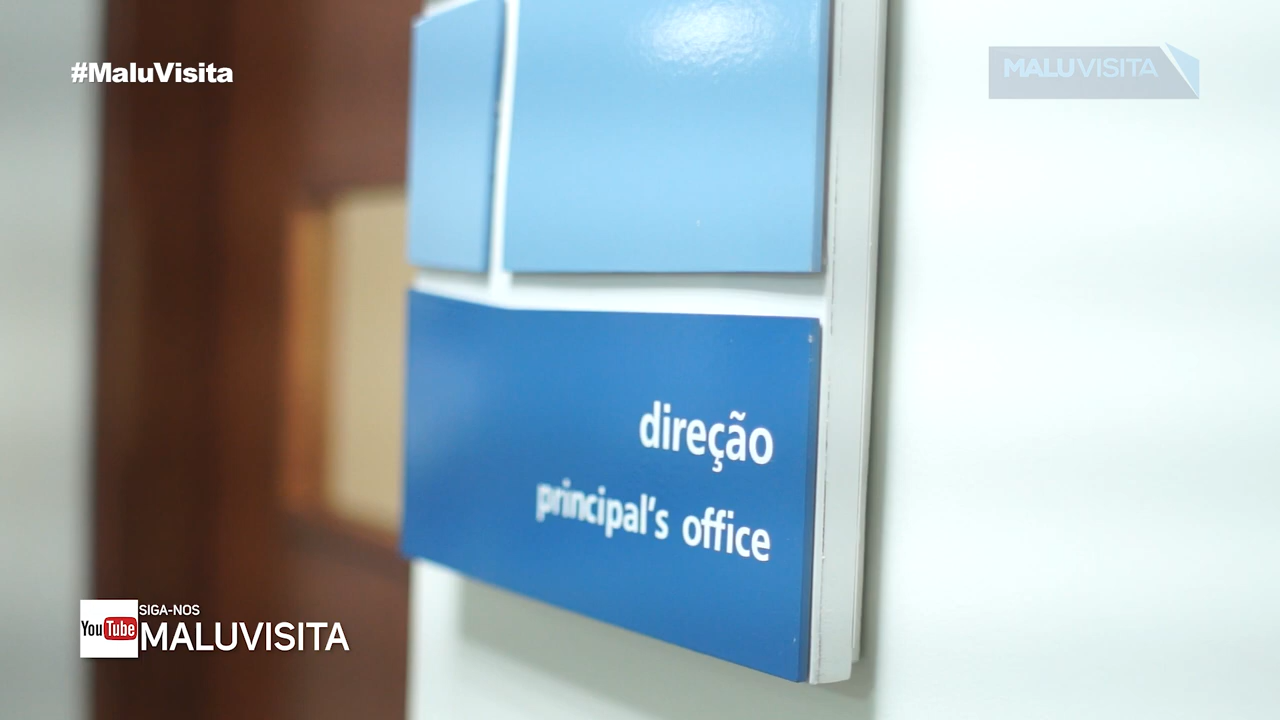 #MaluVisita
MALUVISITA
direção
principal's office
SIGA-NOS
YouTube
MALUVISITA